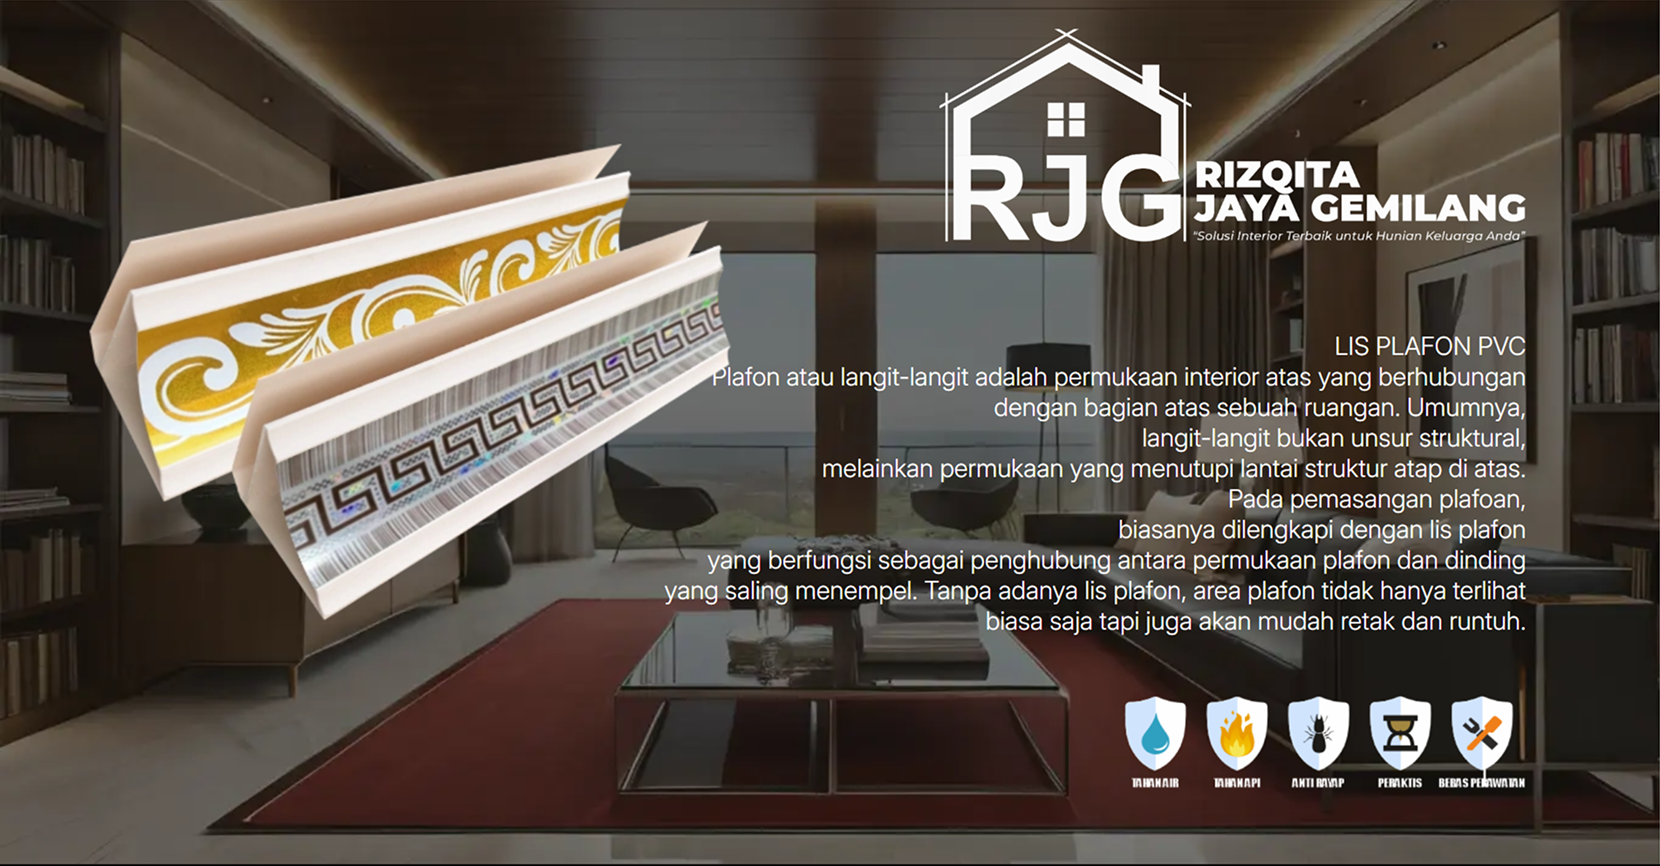 RJG
RIZQITA
JAYA GEMILANG
"Solusi Interior Terbaik untuk Hunian Keluarga Anda"
LIS PLAFON PVC
Plafon atau langit-langit adalah permukaan interior atas yang berhubungan
dengan bagian atas sebuah ruangan. Umumnya,
langit-langit bukan unsur struktural,
melainkan permukaan yang menutupi lantai struktur atap di atas.
Pada pemasangan plafoan,
biasanya dilengkapi dengan lis plafon
yang berfungsi sebagai penghubung antara permukaan plafon dan dinding
yang saling menempel. Tanpa adanya lis plafon, area plafon tidak hanya terlihat
biasa saja tapi juga akan mudah retak dan runtuh.
TAHAN AIR
TAHAN API
ANTI RAYAP
PERAKTIS
BEBAS PERAWATAN